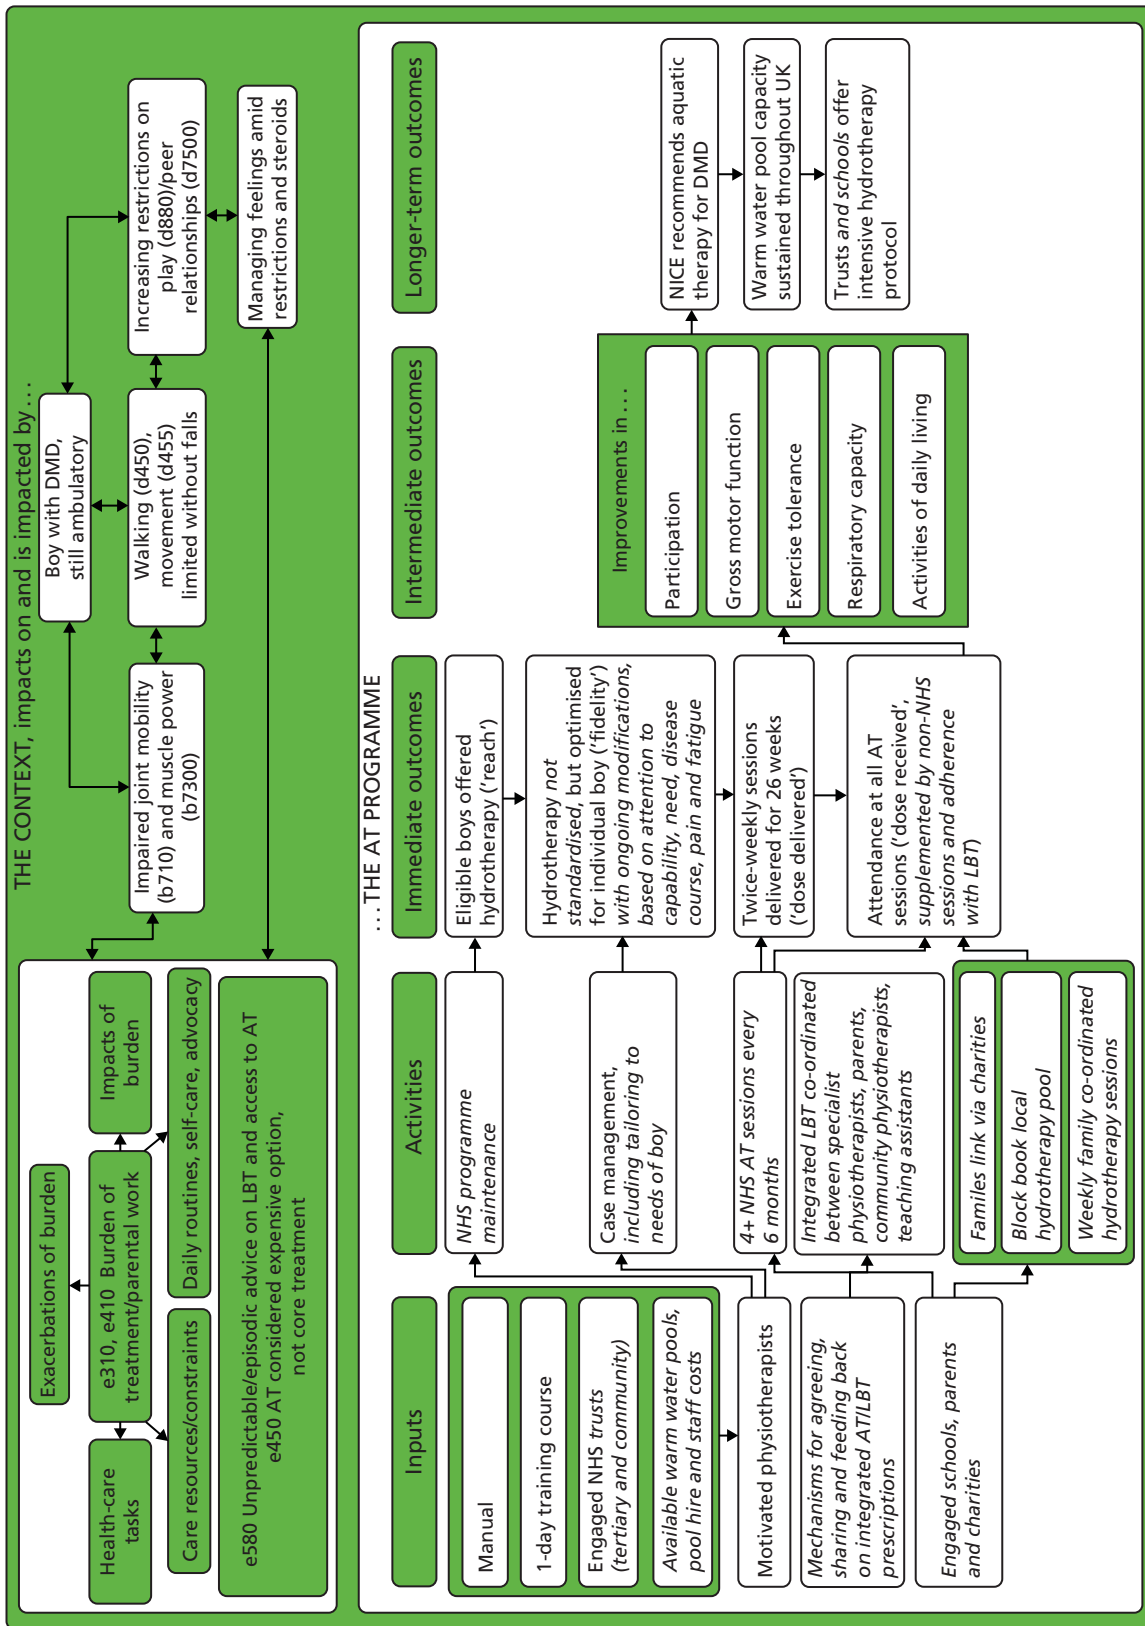 THE CONTEXT, impacts on and is impacted by . . .
Exacerbations of burden
Health-care
tasks
e310, e410 Burden of
treatment/parental work
Impacts of
burden
Care resources/constraints
Daily routines, self-care, advocacy
e580 Unpredictable/episodic advice on LBT and access to AT
e450 AT considered expensive option,
not core treatment
Boy with DMD,
still ambulatory
Impaired joint mobility
(b710) and muscle power
(b7300)
Walking (d450),
movement (d455)
limited without falls
Increasing restrictions on
play (d880)/peer
relationships (d7500)
Managing feelings amid
restrictions and steroids
. . . THE AT PROGRAMME
Inputs
Manual
1-day training course
Engaged NHS trusts
(tertiary and community)
Available warm water pools,
pool hire and staff costs
Motivated physiotherapists
Mechanisms for agreeing,
sharing and feeding back
on integrated AT/LBT
prescriptions
Engaged schools, parents
and charities
Activities
NHS programme
maintenance
Case management,
including tailoring to
needs of boy
4+ NHS AT sessions every
6 months
Integrated LBT co-ordinated
between specialist
physiotherapists, parents,
community physiotherapists,
teaching assistants
Familes link via charities
Block book local
hydrotherapy pool
Weekly family co-ordinated
hydrotherapy sessions
Immediate outcomes
Eligible boys offered
hydrotherapy ('reach')
Hydrotherapy not
standardised, but optimised
for individual boy ('fidelity')
with ongoing modifications,
based on attention to
capability, need, disease
course, pain and fatigue
Twice-weekly sessions
delivered for 26 weeks
('dose delivered')
Attendance at all AT
sessions ('dose received',
supplemented by non-NHS
sessions and adherence
with LBT)
Intermediate outcomes
Improvements in . . .
Participation
Gross motor function
Exercise tolerance
Respiratory capacity
Activities of daily living
Longer-term outcomes
NICE recommends aquatic
therapy for DMD
Warm water pool capacity
sustained throughout UK
Trusts and schools offer
intensive hydrotherapy
protocol